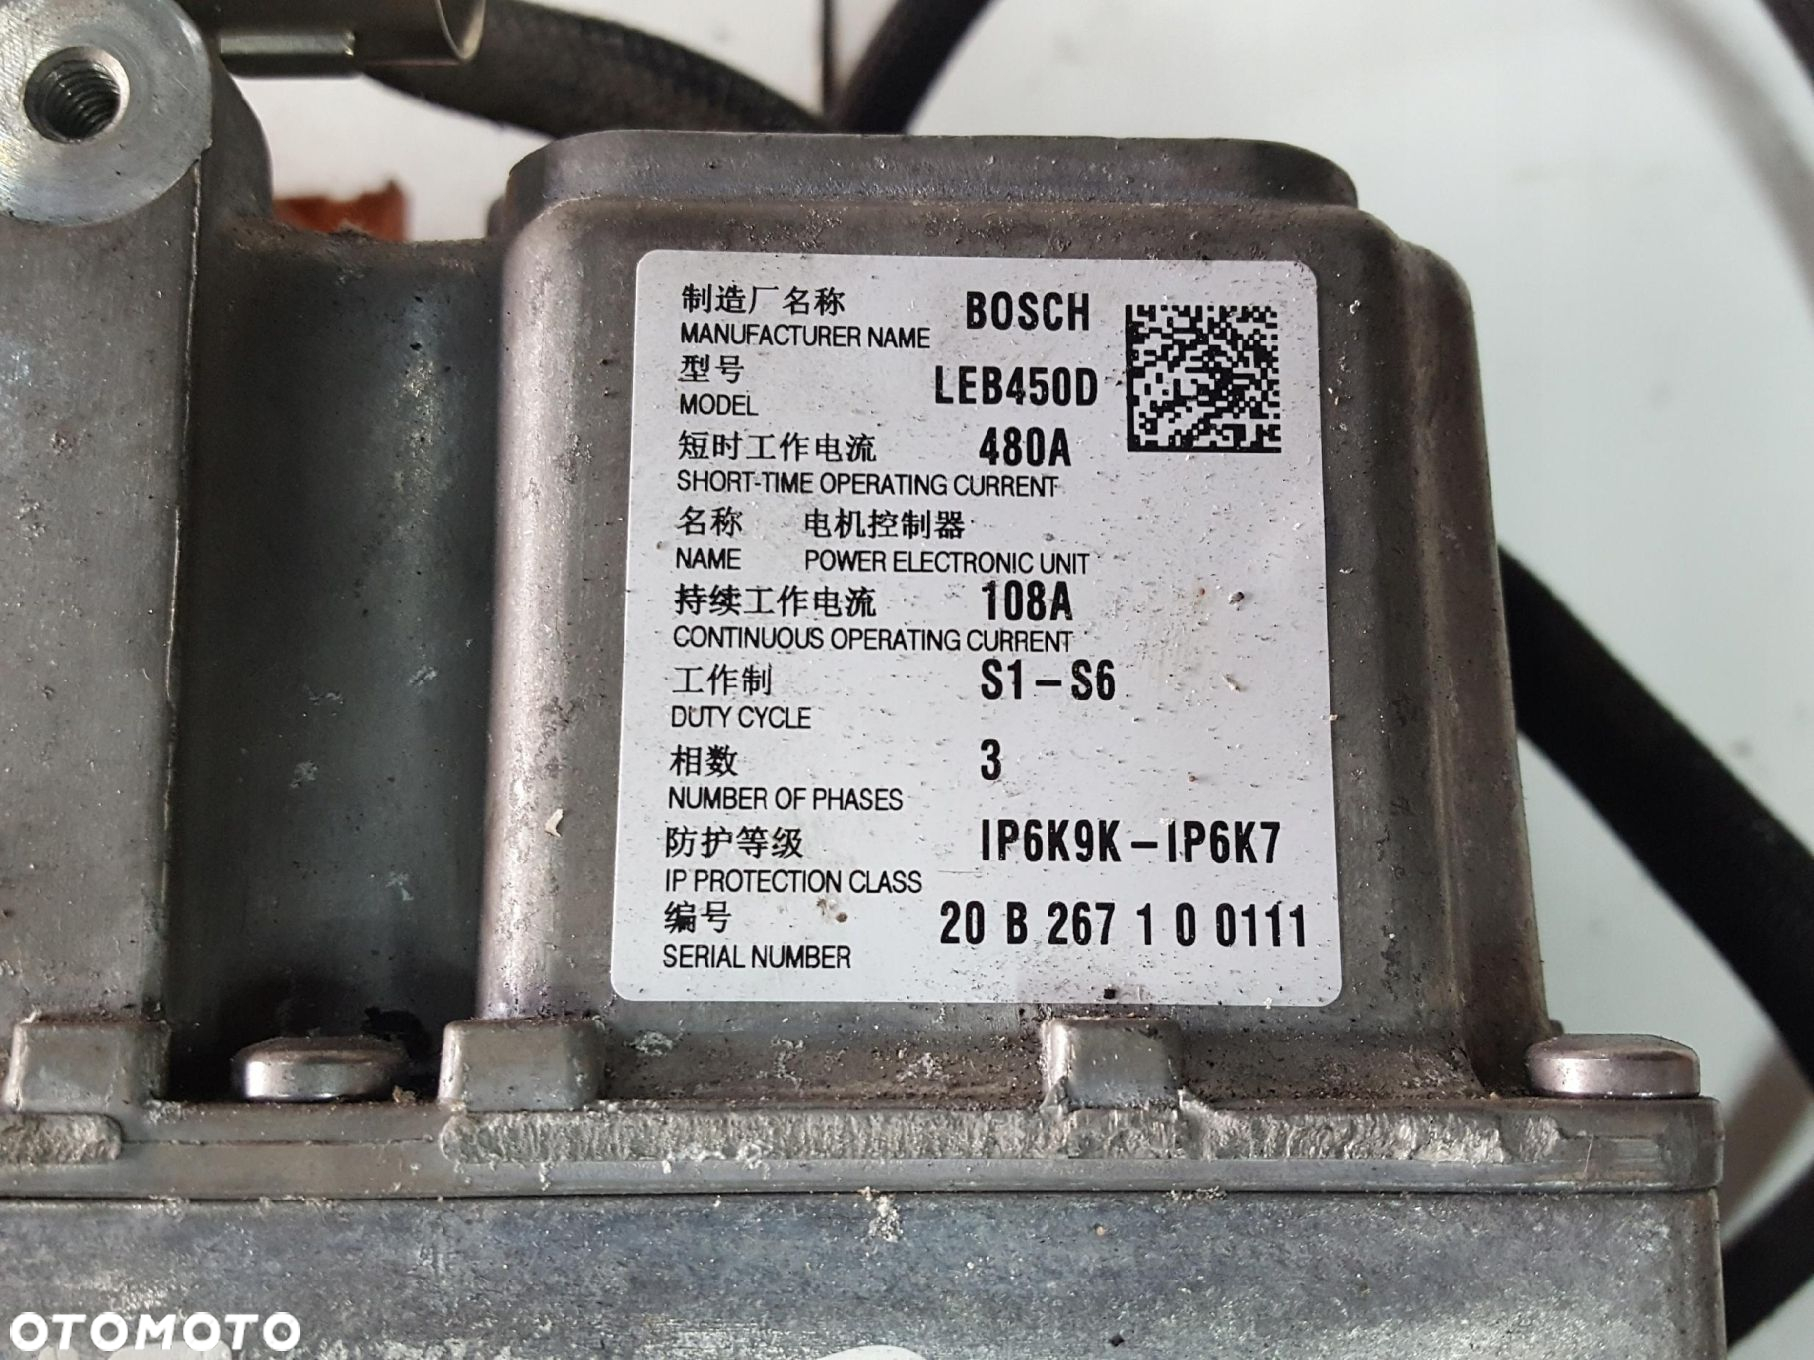 制造厂名称 BOSCH
MANUFACTURER NAME
型号 LEB450D
MODEL
短时工作电流 480A
SHORT-TIME OPERATING CURRENT
名称 电机控制器
NAME POWER ELECTRONIC UNIT
持续工作电流 108A
CONTINUOUS OPERATING CURRENT
工作制 S1-S6
DUTY CYCLE
相数 3
NUMBER OF PHASES
防护等级 IP6K9K-IP6K7
IP PROTECTION CLASS
编号 20 B 267 1 0 0111
SERIAL NUMBER
OTOMOTO